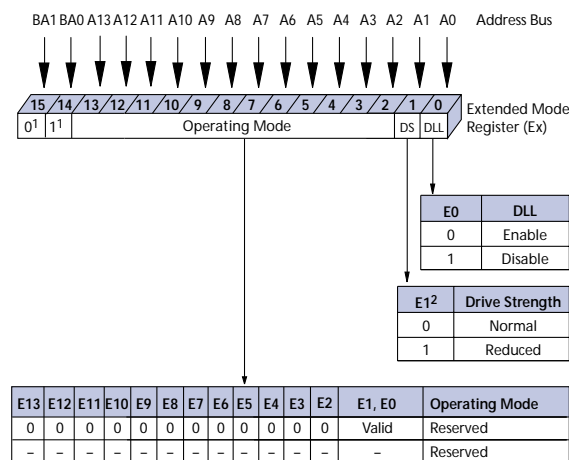 BA1 BA0 A13 A12 A11 A10 A9 A8 A7 A6 A5 A4 A3 A2 A1 A0 Address Bus
15 14 13 12 11 10 9 8 7 6 5 4 3 2 1 0
Extended Mode
Register (Ex)
0¹ 1¹ Operating Mode DS DLL
E0 DLL
0 Enable
1 Disable
E1² Drive Strength
0 Normal
1 Reduced
E13 E12 E11 E10 E9 E8 E7 E6 E5 E4 E3 E2 E1, E0 Operating Mode
0 0 0 0 0 0 0 0 0 0 0 0 Valid Reserved
– – – – – – – – – – – – – Reserved